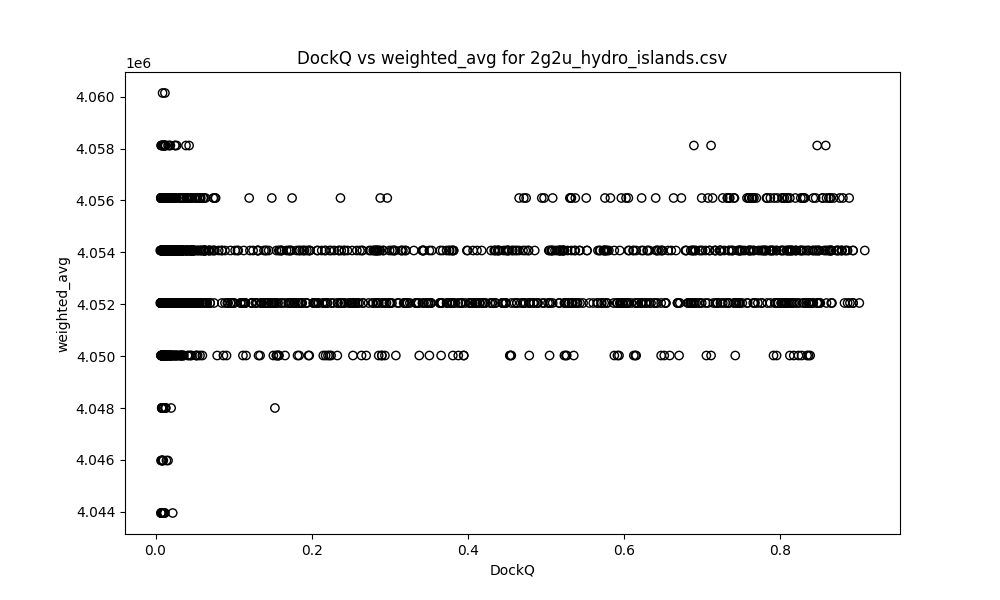 DockQ vs weighted_avg for 2g2u_hydro_islands.csv
1e6
4.060
4.058
4.056
4.054
4.052
4.050
4.048
4.046
4.044
weighted_avg
0.0 0.2 0.4 0.6 0.8
DockQ